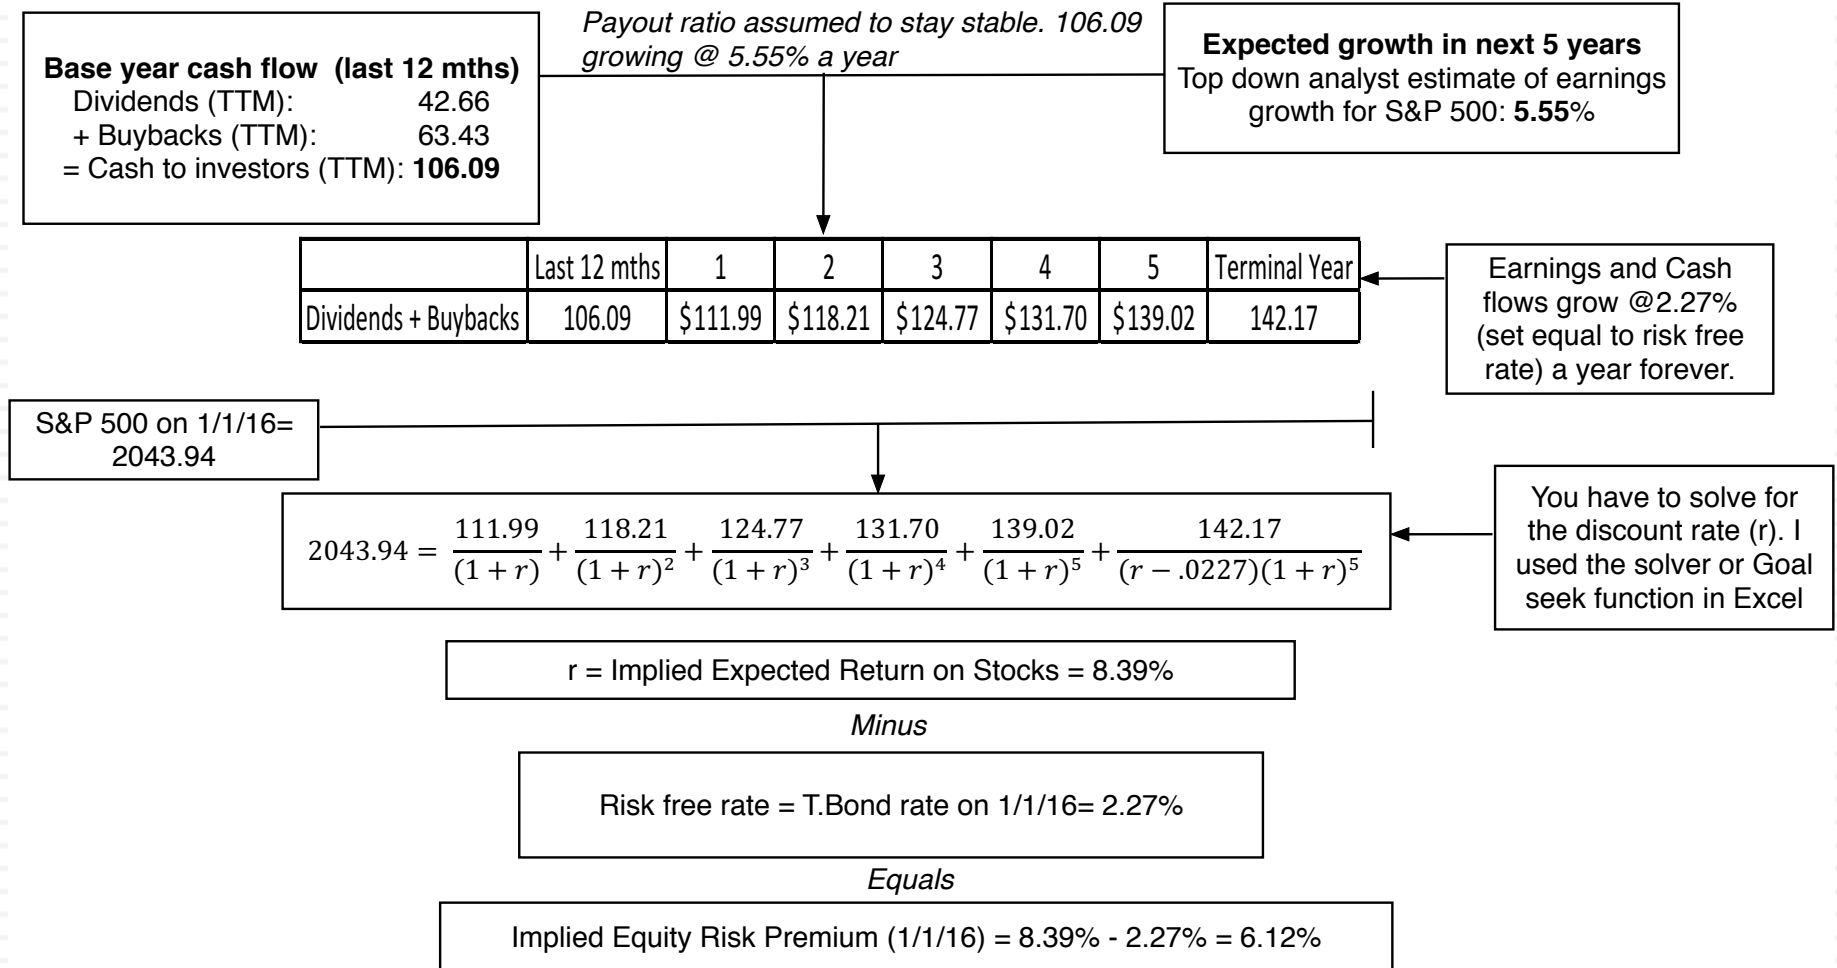 Payout ratio assumed to stay stable. 106.09
growing @ 5.55% a year
Base year cash flow (last 12 mths)
Dividends (TTM): 42.66
+ Buybacks (TTM): 63.43
= Cash to investors (TTM): 106.09
Expected growth in next 5 years
Top down analyst estimate of earnings
growth for S&P 500: 5.55%
Last 12 mths 1 2 3 4 5 Terminal Year
Dividends + Buybacks 106.09 $111.99 $118.21 $124.77 $131.70 $139.02 142.17
Earnings and Cash
flows grow @2.27%
(set equal to risk free
rate) a year forever.
S&P 500 on 1/1/16=
2043.94
2043.94 = 111.99/(1 + r) + 118.21/(1 + r)^2 + 124.77/(1 + r)^3 + 131.70/(1 + r)^4 + 139.02/(1 + r)^5 + 142.17/((r − .0227)(1 + r)^5)
You have to solve for
the discount rate (r). I
used the solver or Goal
seek function in Excel
r = Implied Expected Return on Stocks = 8.39%
Minus
Risk free rate = T.Bond rate on 1/1/16= 2.27%
Equals
Implied Equity Risk Premium (1/1/16) = 8.39% - 2.27% = 6.12%